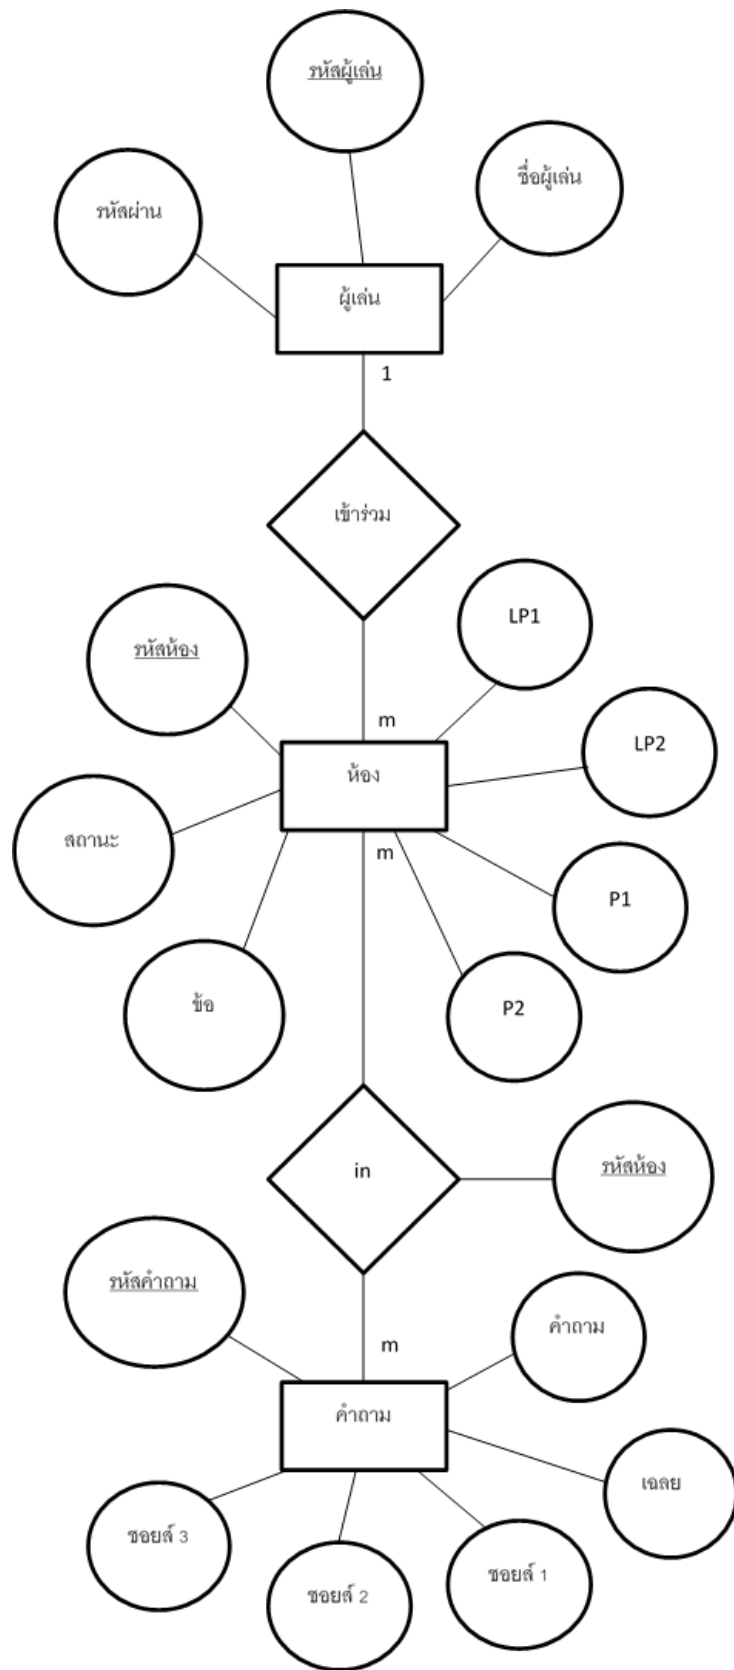 รหัสผู้เล่น
ชื่อผู้เล่น
รหัสผ่าน
ผู้เล่น
1
เข้าร่วม
LP1
รหัสห้อง
m
LP2
ห้อง
สถานะ
m
P1
ข้อ
P2
in
รหัสห้อง
รหัสคำถาม
คำถาม
m
คำถาม
เฉลย
ชอยส์ 3
ชอยส์ 2
ชอยส์ 1